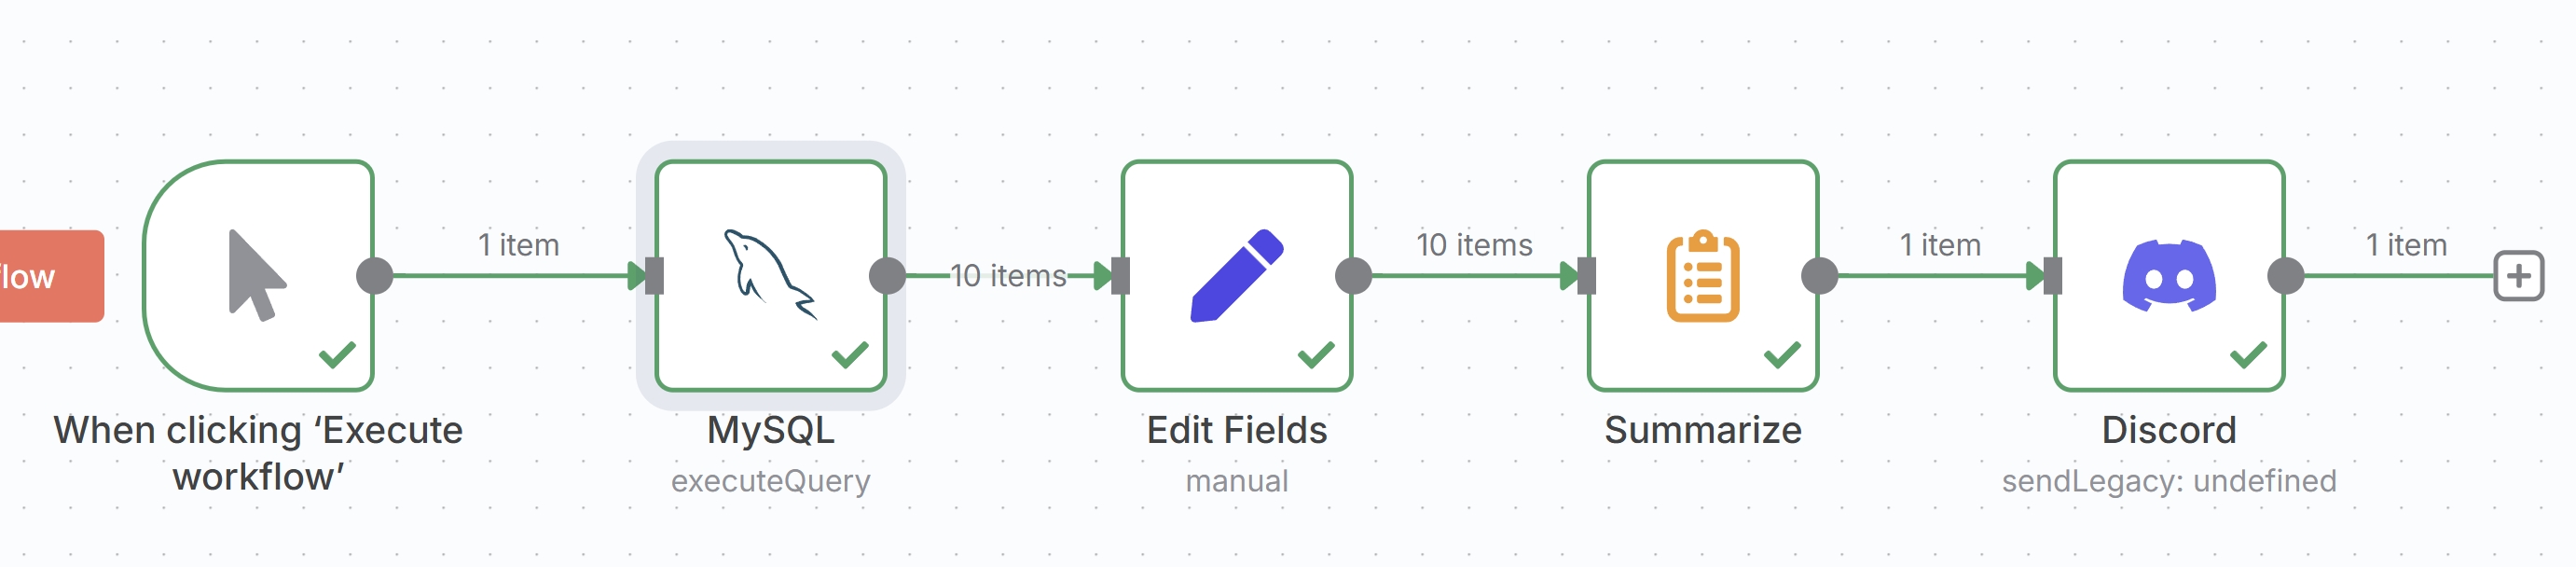 1 item
10 items
10 items
1 item
1 item
flow
When clicking ‘Execute
workflow’
MySQL
executeQuery
Edit Fields
manual
Summarize
Discord
sendLegacy: undefined